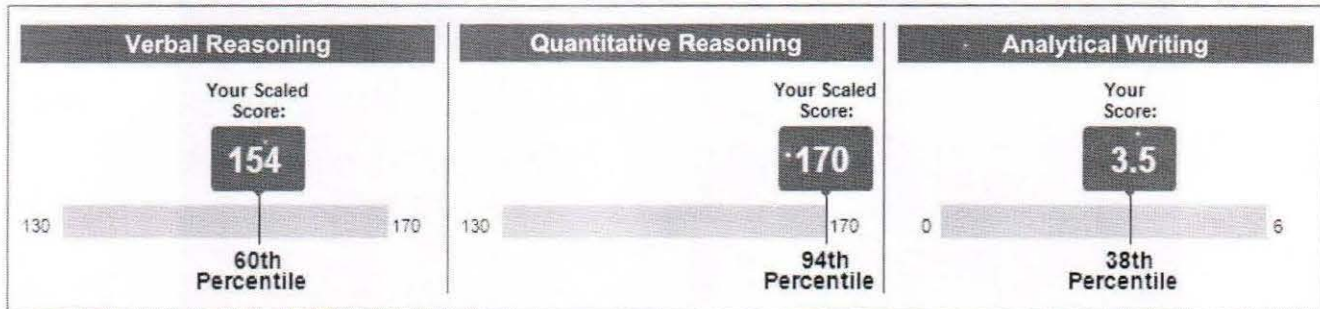 Verbal Reasoning
Your Scaled
Score:
154
130
170
60th
Percentile
Quantitative Reasoning
Your Scaled
Score:
170
130
170
94th
Percentile
Analytical Writing
Your
Score:
3.5
0
6
38th
Percentile